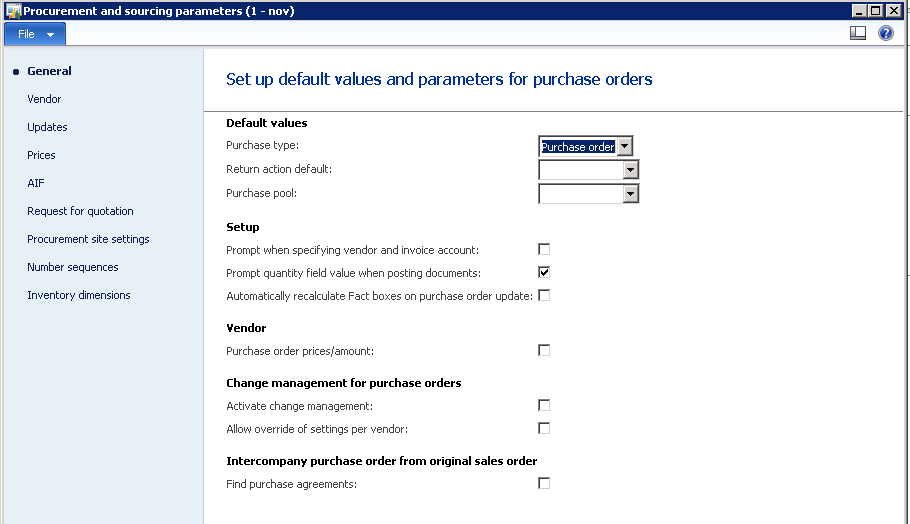 Procurement and sourcing parameters (1 - nov)
File
General
Vendor
Updates
Prices
AIF
Request for quotation
Procurement site settings
Number sequences
Inventory dimensions
Set up default values and parameters for purchase orders
Default values
Purchase type: Purchase order
Return action default:
Purchase pool:
Setup
Prompt when specifying vendor and invoice account:
Prompt quantity field value when posting documents:
Automatically recalculate Fact boxes on purchase order update:
Vendor
Purchase order prices/amount:
Change management for purchase orders
Activate change management:
Allow override of settings per vendor:
Intercompany purchase order from original sales order
Find purchase agreements: